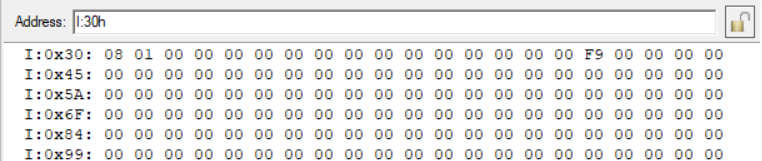 Address: I:30h
I:0x30: 08 01 00 00 00 00 00 00 00 00 00 00 00 00 00 00 F9 00 00 00 00
I:0x45: 00 00 00 00 00 00 00 00 00 00 00 00 00 00 00 00 00 00 00 00 00
I:0x5A: 00 00 00 00 00 00 00 00 00 00 00 00 00 00 00 00 00 00 00 00 00
I:0x6F: 00 00 00 00 00 00 00 00 00 00 00 00 00 00 00 00 00 00 00 00 00
I:0x84: 00 00 00 00 00 00 00 00 00 00 00 00 00 00 00 00 00 00 00 00 00
I:0x99: 00 00 00 00 00 00 00 00 00 00 00 00 00 00 00 00 00 00 00 00 00